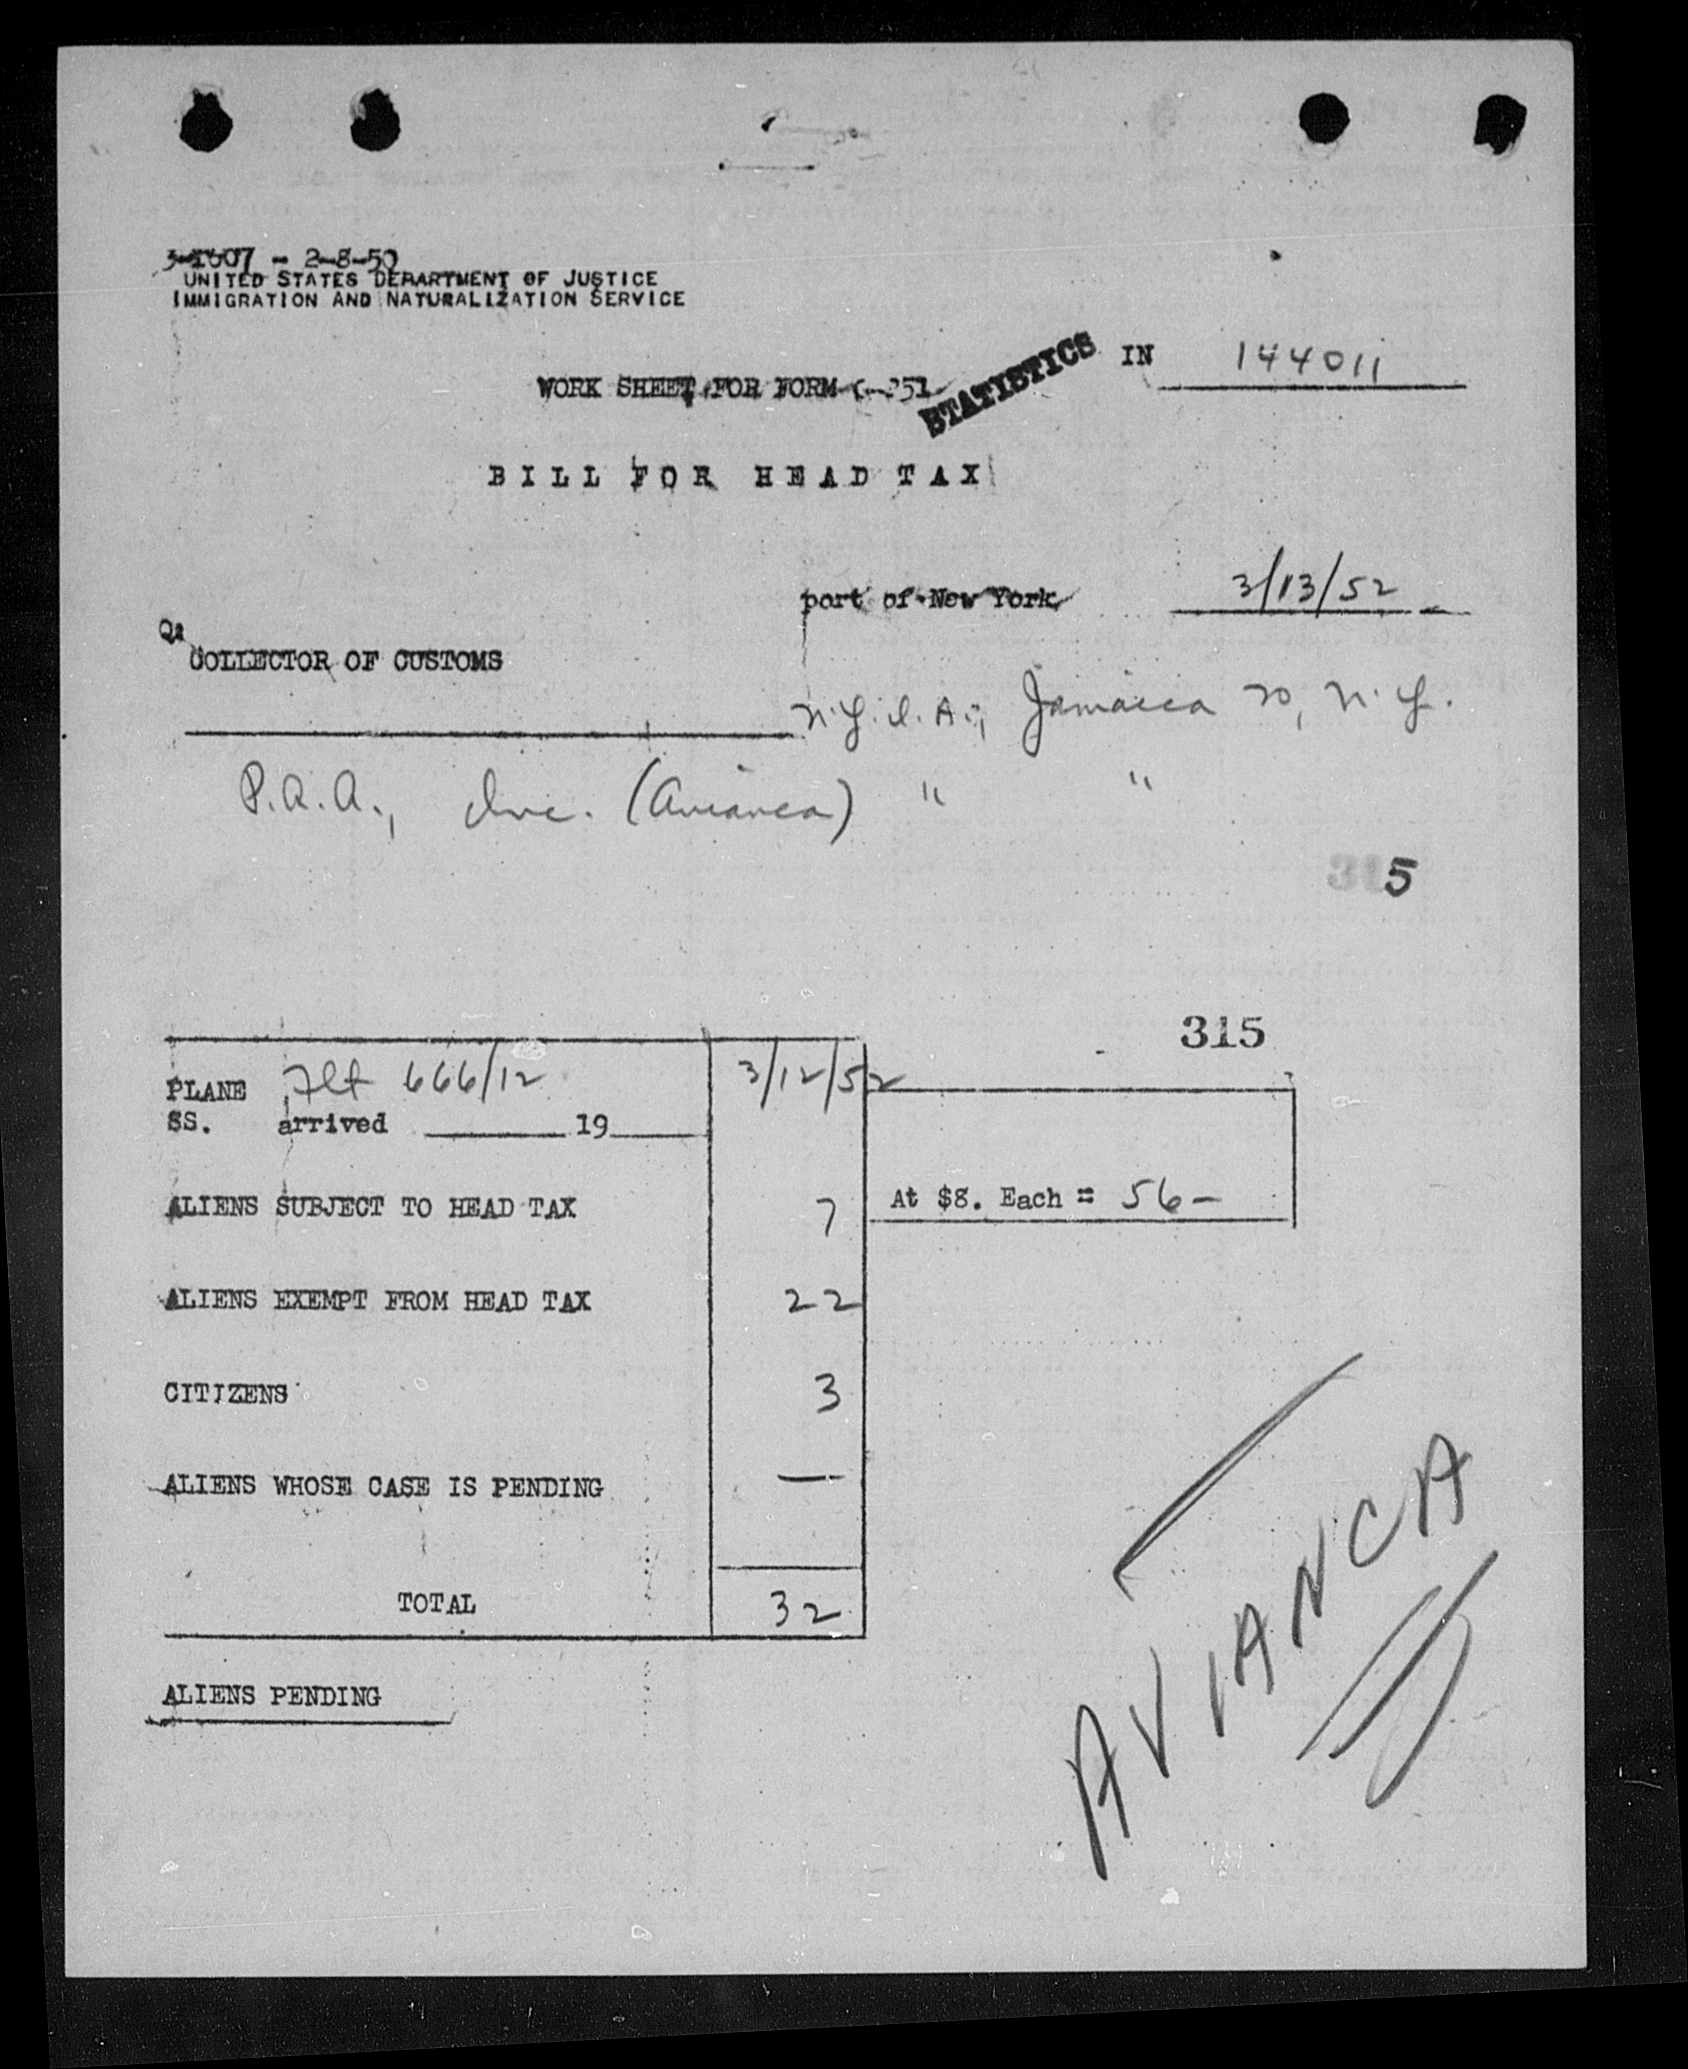 3-1007 - 2-8-50
UNITED STATES DEPARTMENT OF JUSTICE
IMMIGRATION AND NATURALIZATION SERVICE
STATISTICS
IN 144011
WORK SHEET FOR FORM
BILL FOR HEAD TAX
port of New York, 3/13/52
COLLECTOR OF CUSTOMS
N.Y.I.A., Jamaica 30, N.Y.
P.A.A., Inc. (Avianca) " "
315
315
PLANE Flt 666/12 3/12/52
SS. arrived 19
ALIENS SUBJECT TO HEAD TAX 7 At $8. Each = 56-
ALIENS EXEMPT FROM HEAD TAX 22
CITIZENS 3
ALIENS WHOSE CASE IS PENDING —
TOTAL 32
ALIENS PENDING
AVIANCA